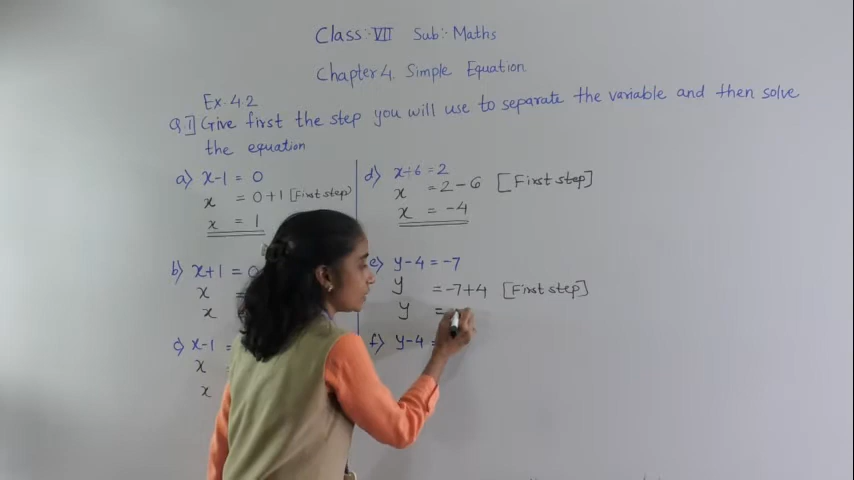 Class:- VII Sub:- Maths
Chapter 4. Simple Equation
Ex. 4.2
Q.1] Give first the step you will use to separate the variable and then solve
the equation
a) x-1 = 0
x = 0+1 [First step]
x = 1
b) x+1 = 0
x =
x
c) x-1 =
x
x
d) x+6 = 2
x = 2-6 [First step]
x = -4
e) y-4 = -7
y = -7+4 [First step]
y =
f) y-4 =